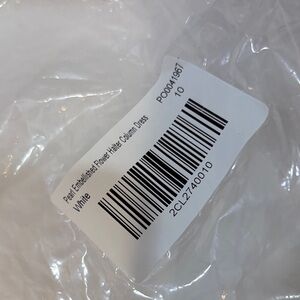 Pearl Embellished Flower Halter Column Dress
White
PO0041967
10
2CL2740010